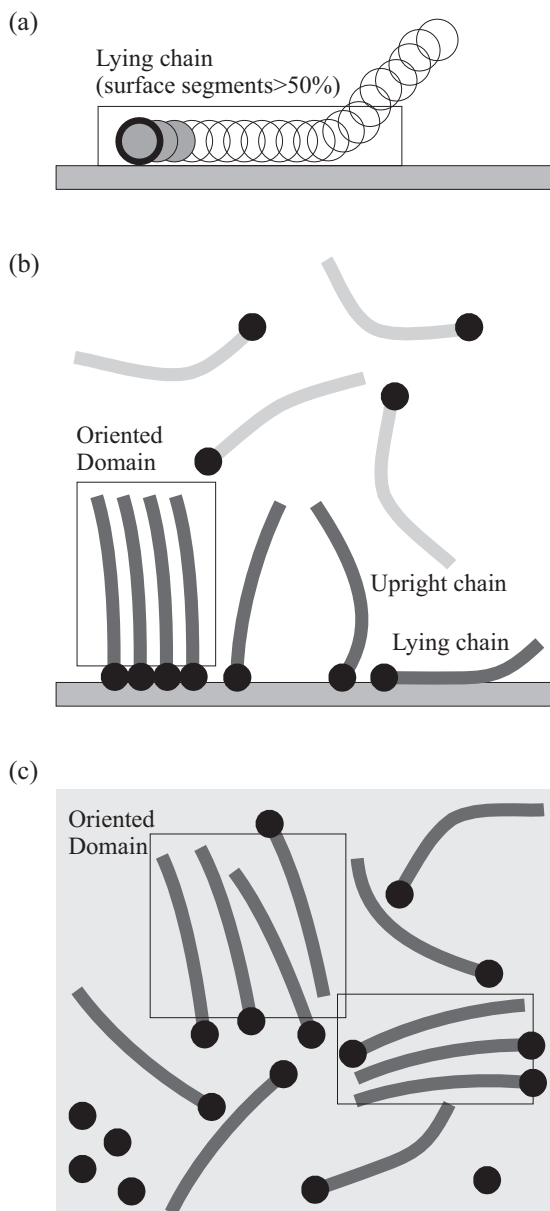 (a)
Lying chain
(surface segments>50%)
(b)
Oriented
Domain
Upright chain
Lying chain
(c)
Oriented
Domain